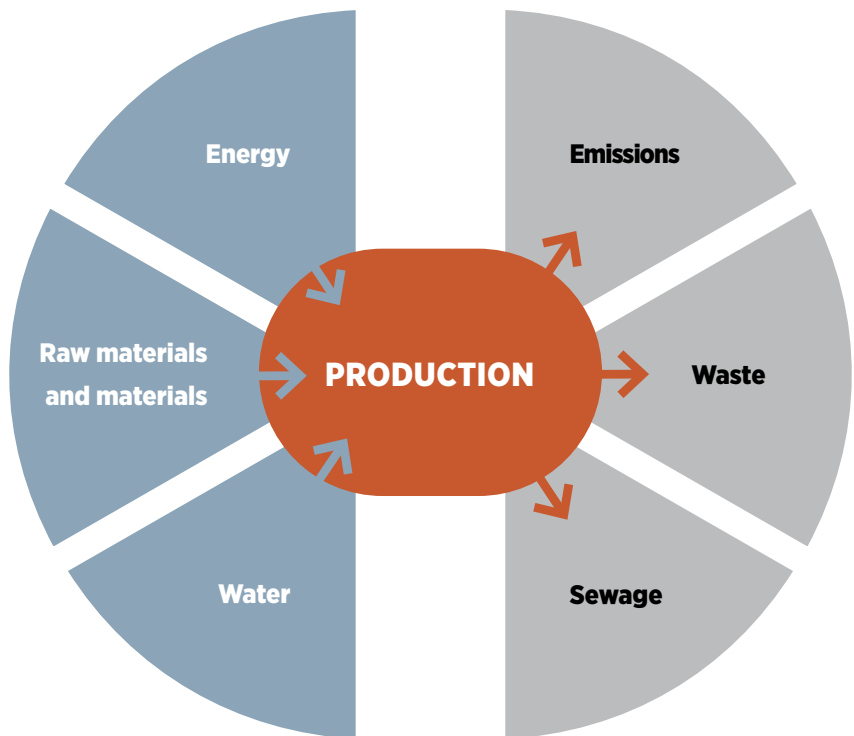 Energy
Emissions
Raw materials
and materials
PRODUCTION
Waste
Water
Sewage